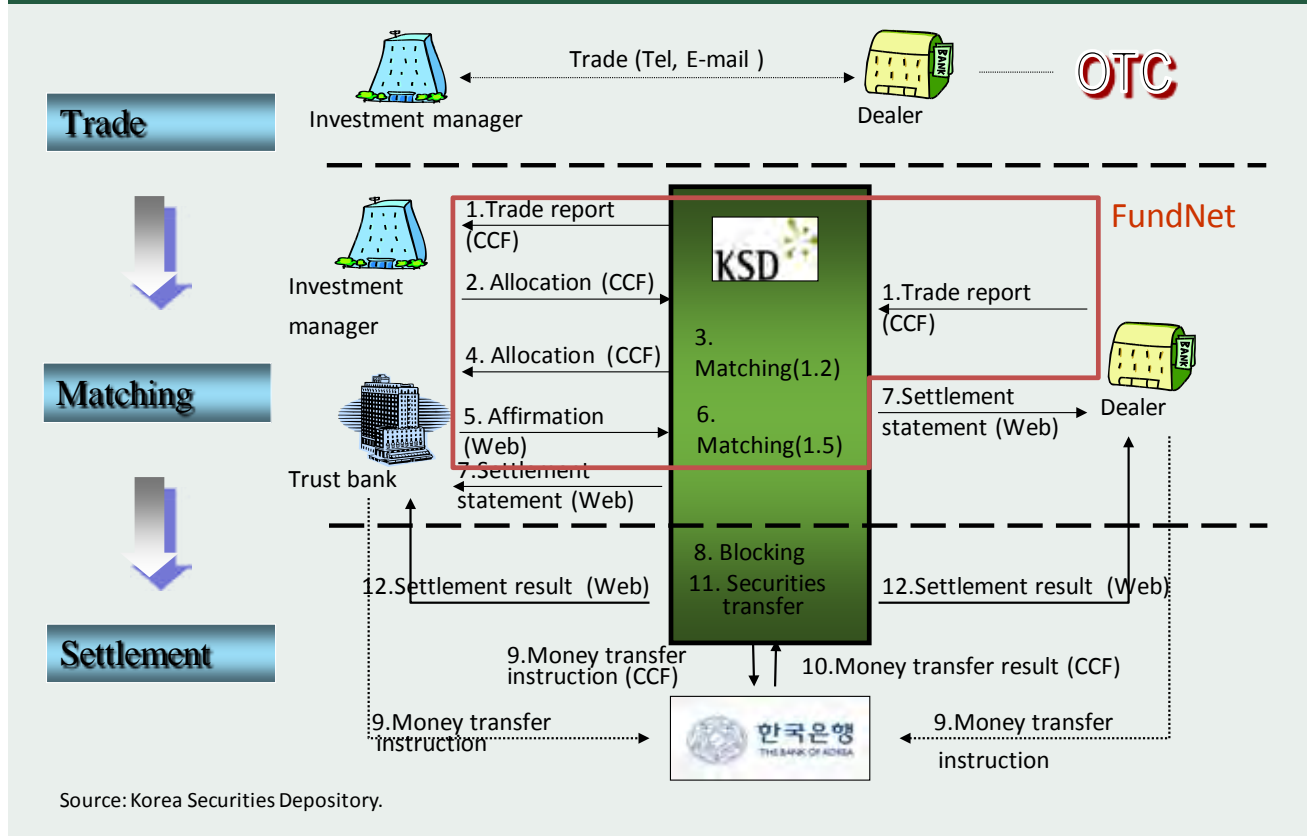 Trade (Tel, E-mail )
BANK
OTC
Trade
Investment manager
Dealer
1.Trade report
(CCF)
FundNet
KSD
Investment
manager
2. Allocation (CCF)
1.Trade report
(CCF)
3.
Matching(1.2)
4. Allocation (CCF)
BANK
Matching
5. Affirmation
(Web)
6.
Matching(1.5)
7.Settlement
statement (Web)
Dealer
Trust bank
7.Settlement
statement (Web)
8. Blocking
11. Securities
transfer
12.Settlement result (Web)
12.Settlement result (Web)
Settlement
9.Money transfer
instruction (CCF)
10.Money transfer result (CCF)
9.Money transfer
instruction
한국은행
THE BANK OF KOREA
9.Money transfer
instruction
Source: Korea Securities Depository.